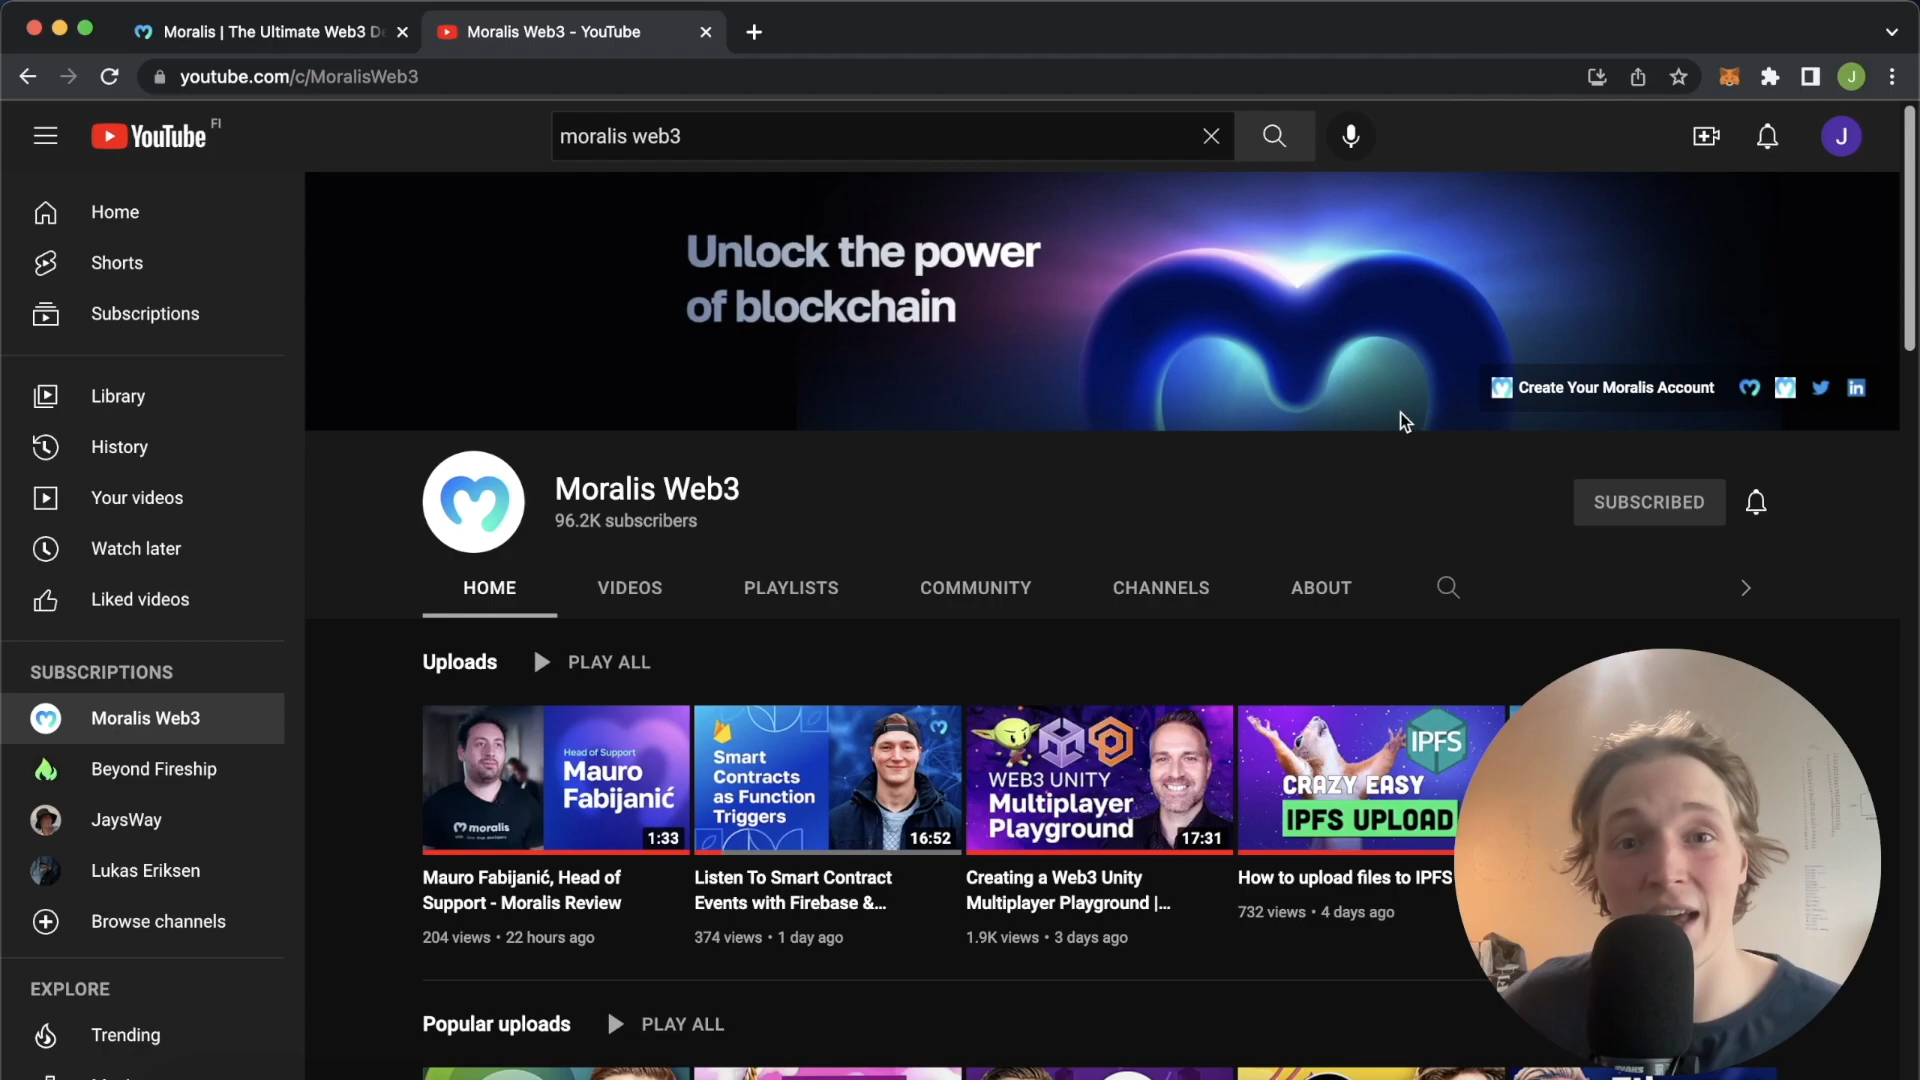 Moralis | The Ultimate Web3 De
Moralis Web3 - YouTube
youtube.com/c/MoralisWeb3
J
YouTube FI
moralis web3
J
Home
Shorts
Subscriptions
Library
History
Your videos
Watch later
Liked videos
SUBSCRIPTIONS
Moralis Web3
Beyond Fireship
JaysWay
Lukas Eriksen
Browse channels
EXPLORE
Trending
Unlock the power
of blockchain
Create Your Moralis Account
Moralis Web3
96.2K subscribers
SUBSCRIBED
HOME
VIDEOS
PLAYLISTS
COMMUNITY
CHANNELS
ABOUT
Uploads
PLAY ALL
Head of
Support
Mauro
Fabijanić
moralis
1:33
Mauro Fabijanić, Head of
Support - Moralis Review
204 views • 22 hours ago
Smart
Contracts
as Function
Triggers
16:52
Listen To Smart Contract
Events with Firebase &...
374 views • 1 day ago
WEB3 UNITY
Multiplayer
Playground
17:31
Creating a Web3 Unity
Multiplayer Playground |...
1.9K views • 3 days ago
IPFS
CRAZY EASY
IPFS UPLOAD
How to upload files to IPFS
732 views • 4 days ago
Popular uploads
PLAY ALL